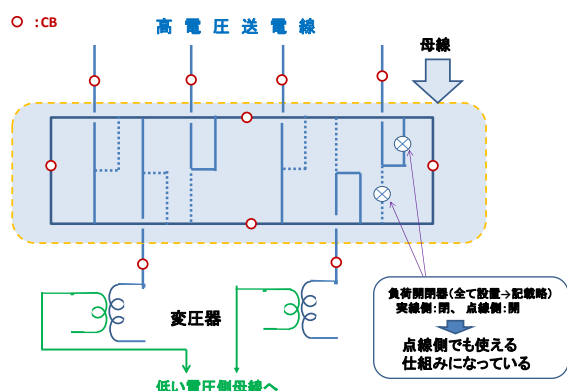 ○ :CB
高電圧送電線
母線
変圧器
負荷開閉器(全て設置→記載略)
実線側:閉、 点線側:開
点線側でも使える
仕組みになっている
低い電圧側母線へ